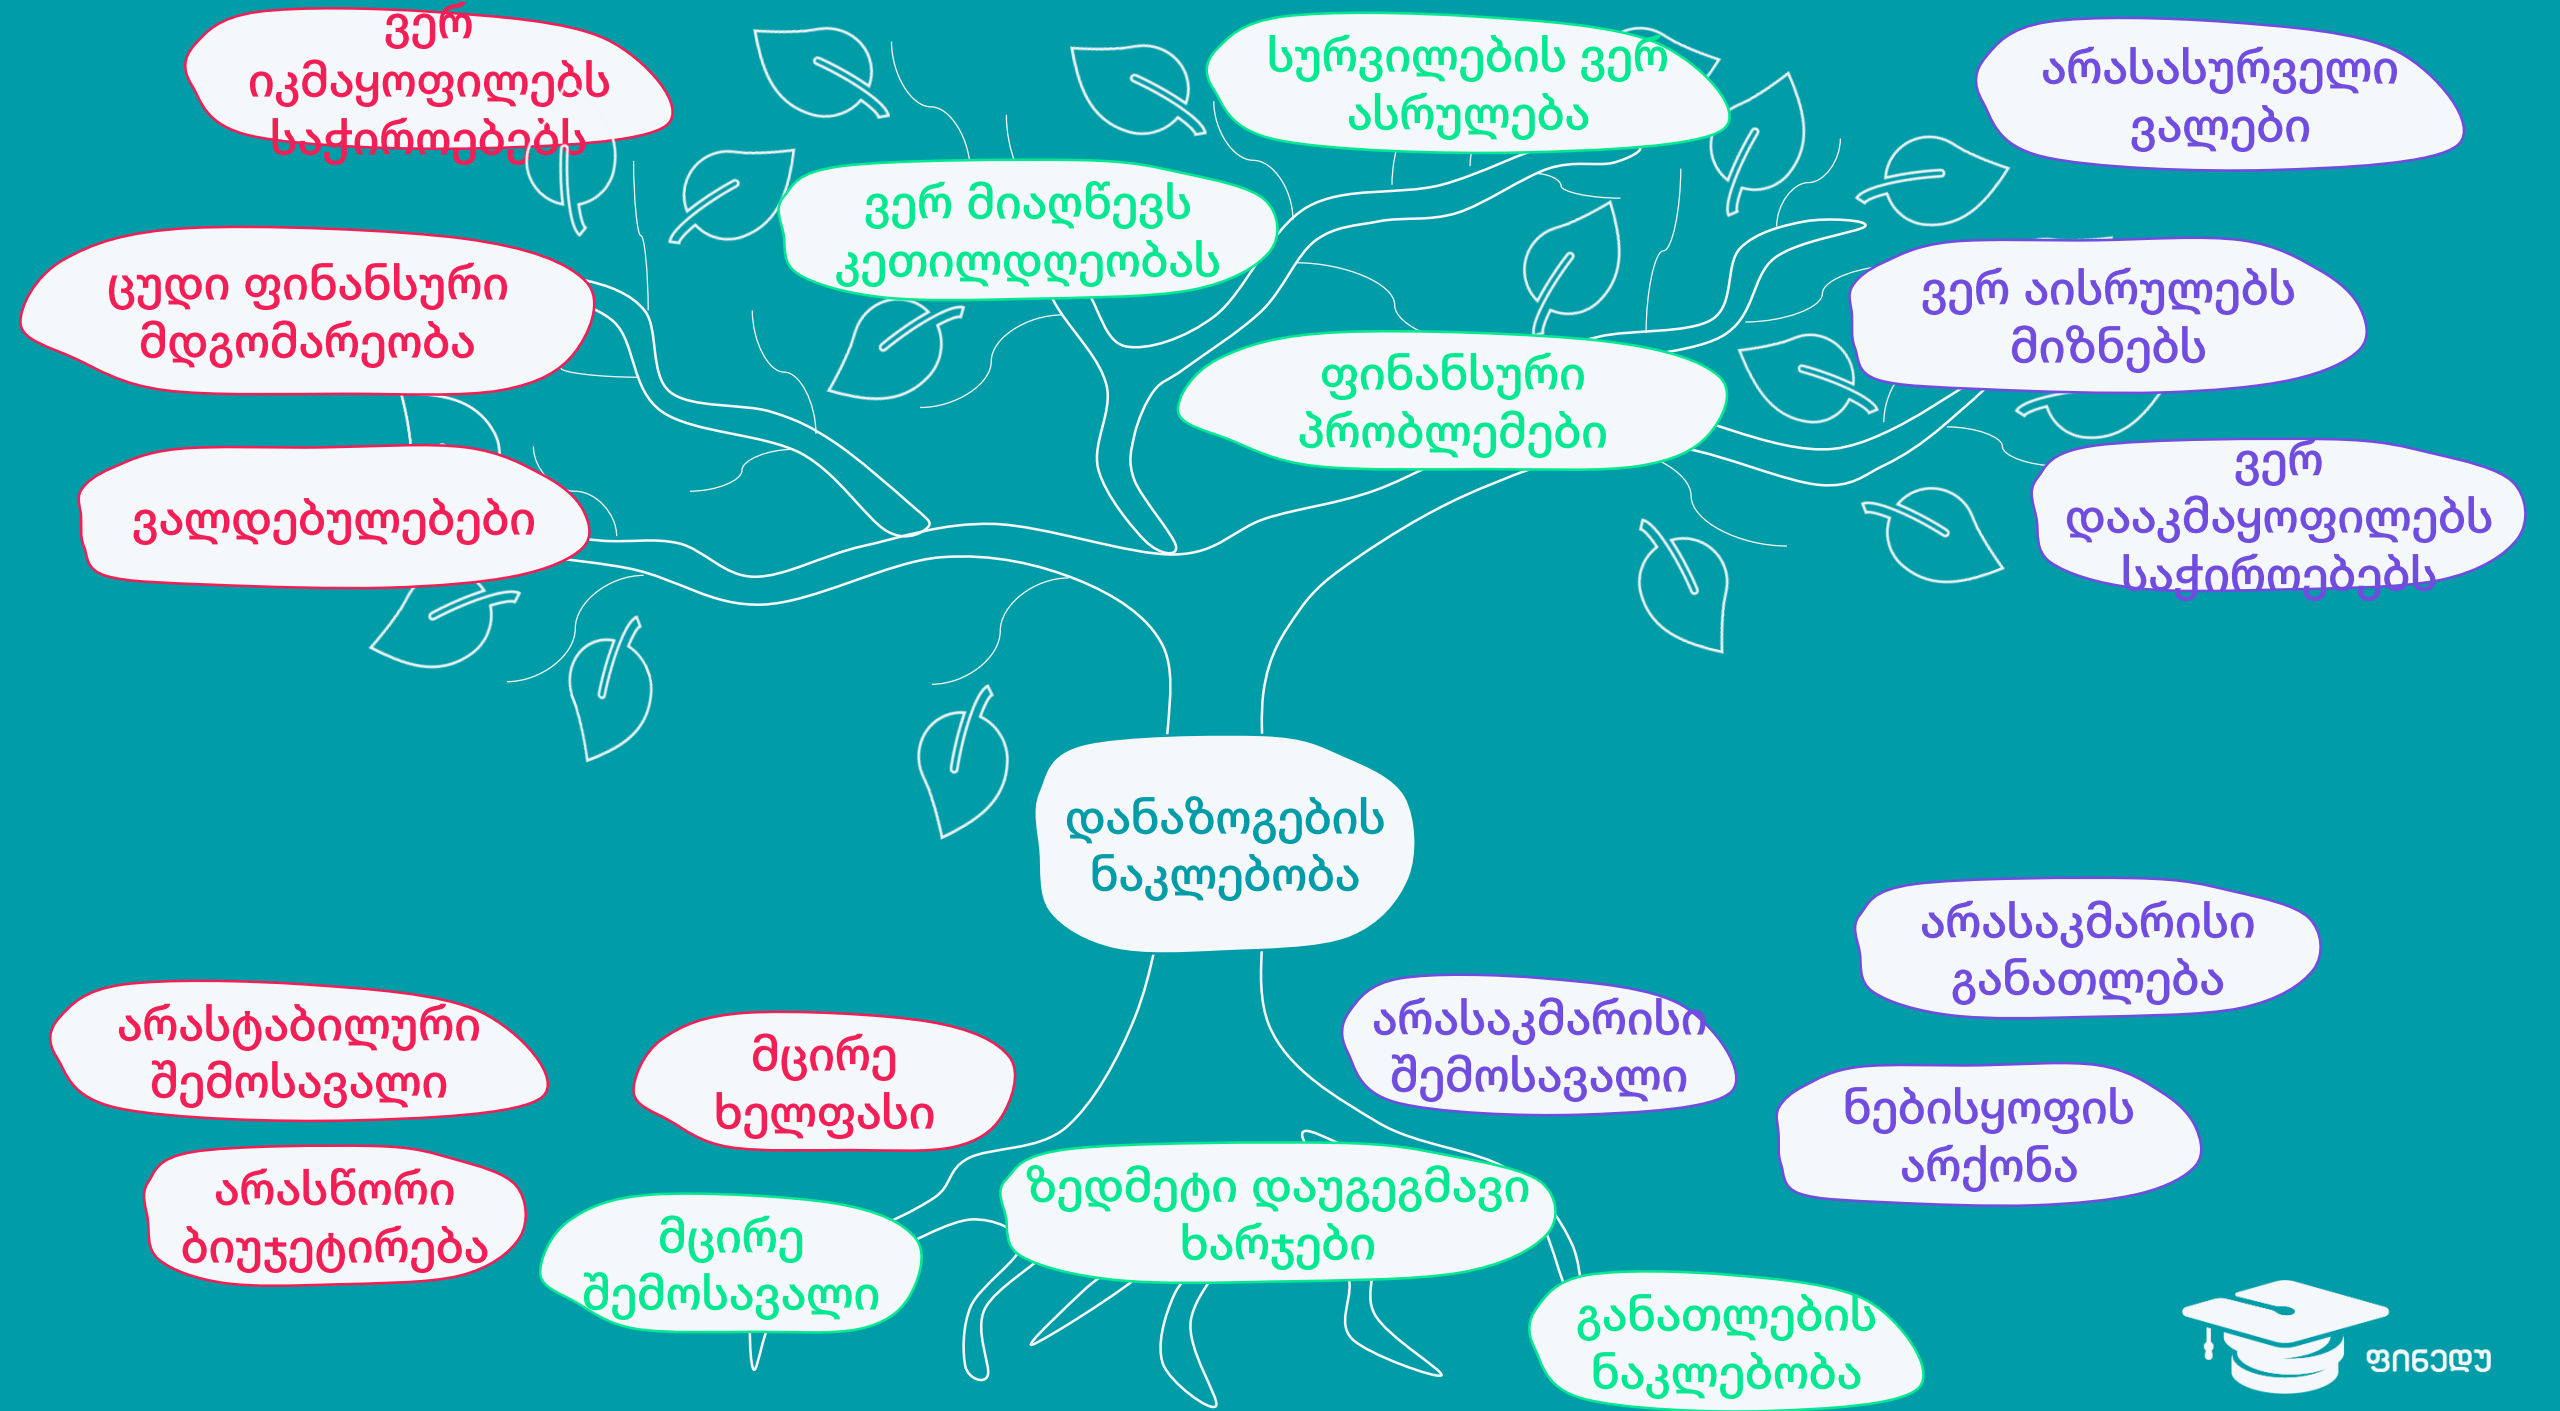 ვერ
იკმაყოფილებს
საჭიროებებს
სურვილების ვერ
ასრულება
არასასურველი
ვალები
ვერ მიაღწევს
კეთილდღეობას
ცუდი ფინანსური
მდგომარეობა
ვერ აისრულებს
მიზნებს
ფინანსური
პრობლემები
ვალდებულებები
ვერ
დააკმაყოფილებს
საჭიროებებს
დანაზოგების
ნაკლებობა
არასაკმარისი
განათლება
არასტაბილური
შემოსავალი
მცირე
ხელფასი
არასაკმარისი
შემოსავალი
ნებისყოფის
არქონა
არასწორი
ბიუჯეტირება
მცირე
შემოსავალი
ზედმეტი დაუგეგმავი
ხარჯები
განათლების
ნაკლებობა
ფინედუ